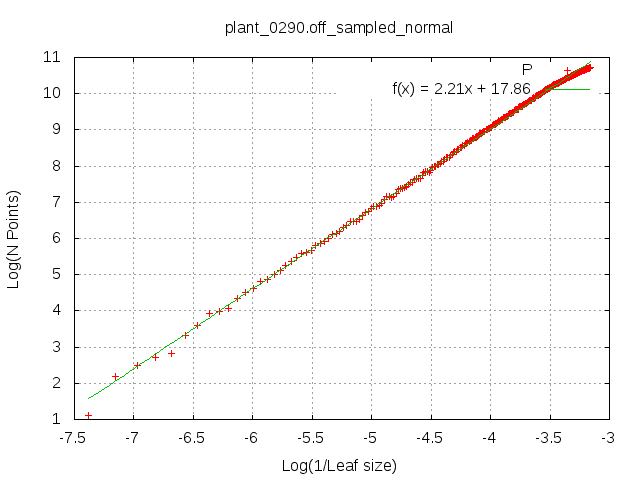 plant_0290.off_sampled_normal
Log(N Points)
11
10
9
8
7
6
5
4
3
2
1
P
f(x) = 2.21x + 17.86
-7.5 -7 -6.5 -6 -5.5 -5 -4.5 -4 -3.5 -3
Log(1/Leaf size)